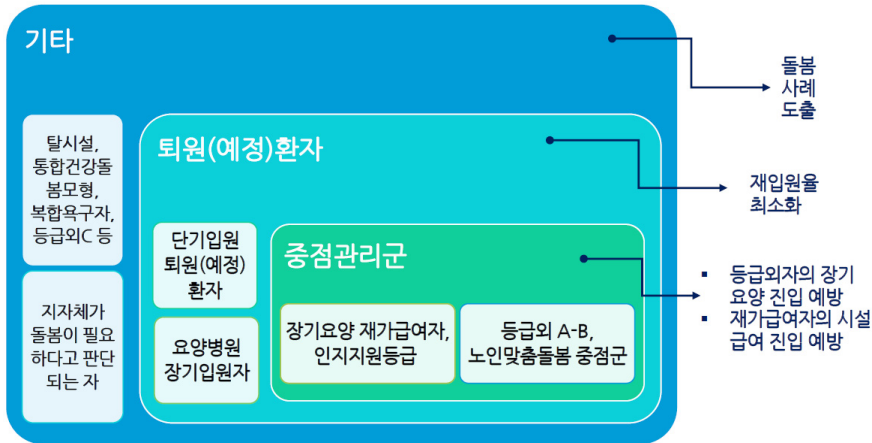 기타
탈시설,
통합건강돌
봄모형,
복합욕구자,
등급외C 등
지자체가
돌봄이 필요
하다고 판단
되는 자
퇴원(예정)환자
단기입원
퇴원(예정)
환자
요양병원
장기입원자
중점관리군
장기요양 재가급여자,
인지지원등급
등급외 A-B,
노인맞춤돌봄 중점군
돌봄
사례
도출
재입원율
최소화
▪ 등급외자의 장기
요양 진입 예방
▪ 재가급여자의 시설
급여 진입 예방